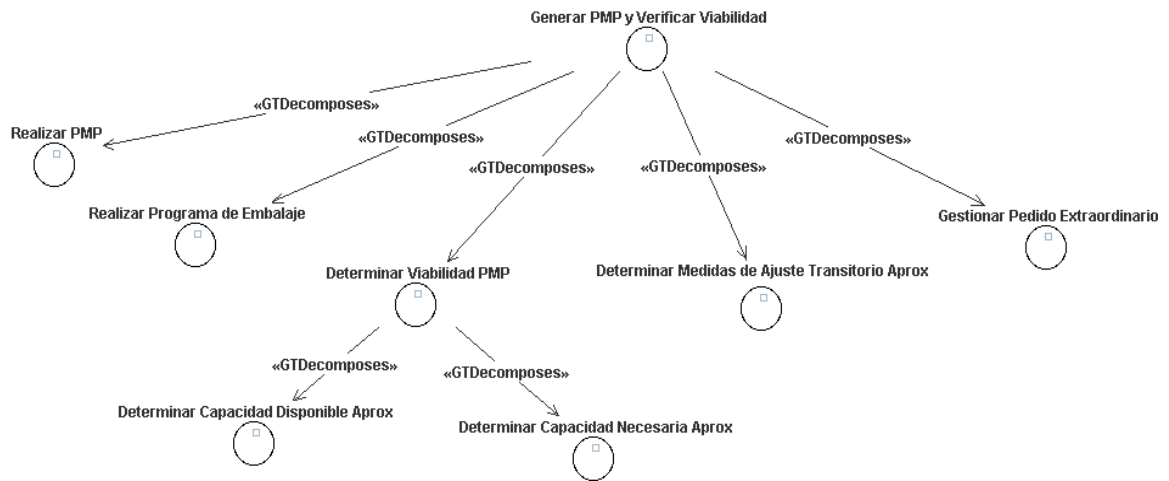 Generar PMP y Verificar Viabilidad
«GTDecomposes»
Realizar PMP
«GTDecomposes»
«GTDecomposes»
«GTDecomposes»
«GTDecomposes»
Realizar Programa de Embalaje
Gestionar Pedido Extraordinario
Determinar Viabilidad PMP
Determinar Medidas de Ajuste Transitorio Aprox
«GTDecomposes»
«GTDecomposes»
Determinar Capacidad Disponible Aprox
Determinar Capacidad Necesaria Aprox